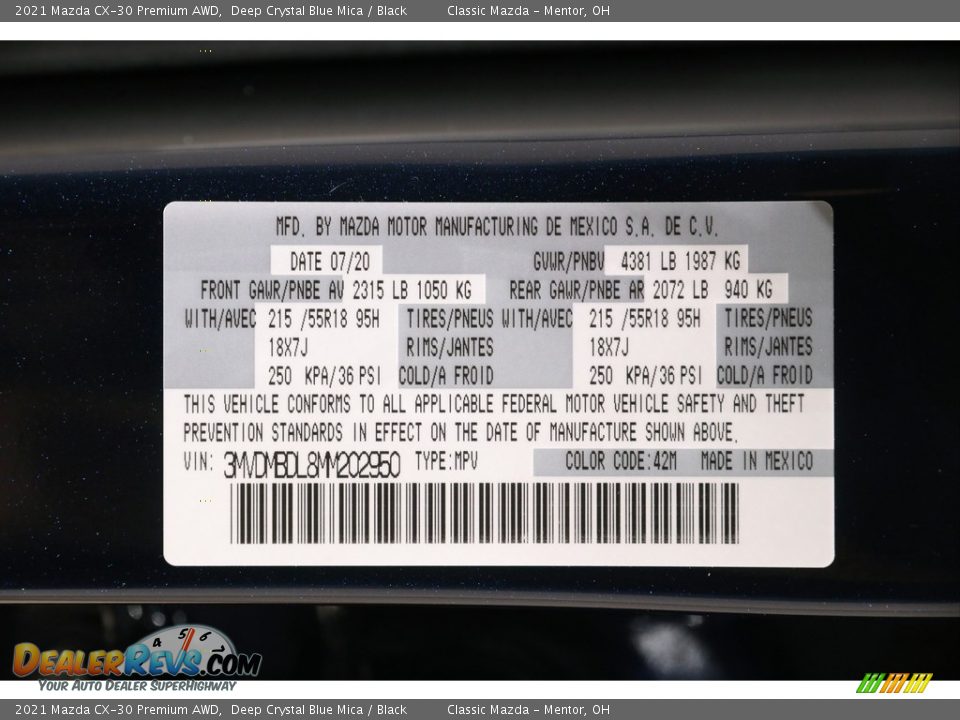 2021 Mazda CX-30 Premium AWD, Deep Crystal Blue Mica / Black Classic Mazda - Mentor, OH
MFD. BY MAZDA MOTOR MANUFACTURING DE MEXICO S.A. DE C.V.
DATE 07/20 GVWR/PNBV 4381 LB 1987 KG
FRONT GAWR/PNBE AV 2315 LB 1050 KG REAR GAWR/PNBE AR 2072 LB 940 KG
WITH/AVEC 215 /55R18 95H TIRES/PNEUS WITH/AVEC 215 /55R18 95H TIRES/PNEUS
18X7J RIMS/JANTES 18X7J RIMS/JANTES
250 KPA/36 PSI COLD/A FROID 250 KPA/36 PSI COLD/A FROID
THIS VEHICLE CONFORMS TO ALL APPLICABLE FEDERAL MOTOR VEHICLE SAFETY AND THEFT
PREVENTION STANDARDS IN EFFECT ON THE DATE OF MANUFACTURE SHOWN ABOVE.
VIN: 3MVDMBDL8MM202950 TYPE:MPV COLOR CODE:42M MADE IN MEXICO
4 5 6 7
DEALERREVS.COM
YOUR AUTO DEALER SUPERHIGHWAY
2021 Mazda CX-30 Premium AWD, Deep Crystal Blue Mica / Black Classic Mazda - Mentor, OH